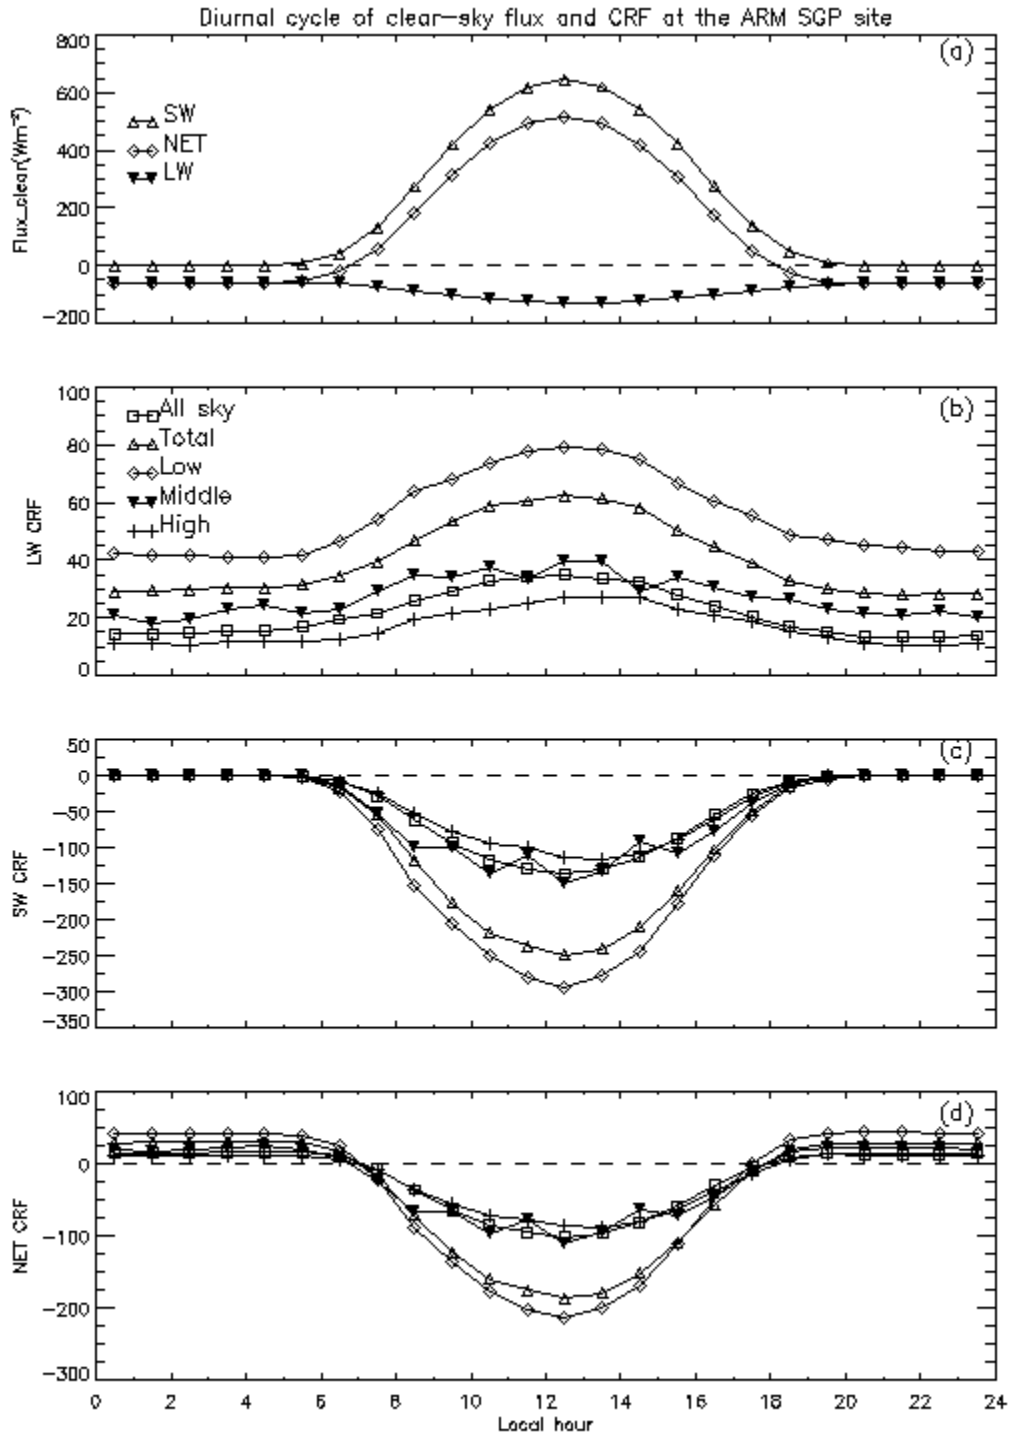 Diurnal cycle of clear-sky flux and CRF at the ARM SGP site
(a)
800
600
400
200
0
-200
Flux_clear(Wm⁻²)
SW
NET
LW
(b)
100
80
60
40
20
0
LW CRF
All sky
Total
Low
Middle
High
(c)
50
0
-50
-100
-150
-200
-250
-300
-350
SW CRF
(d)
100
0
-100
-200
-300
NET CRF
0 2 4 6 8 10 12 14 16 18 20 22 24
Local hour